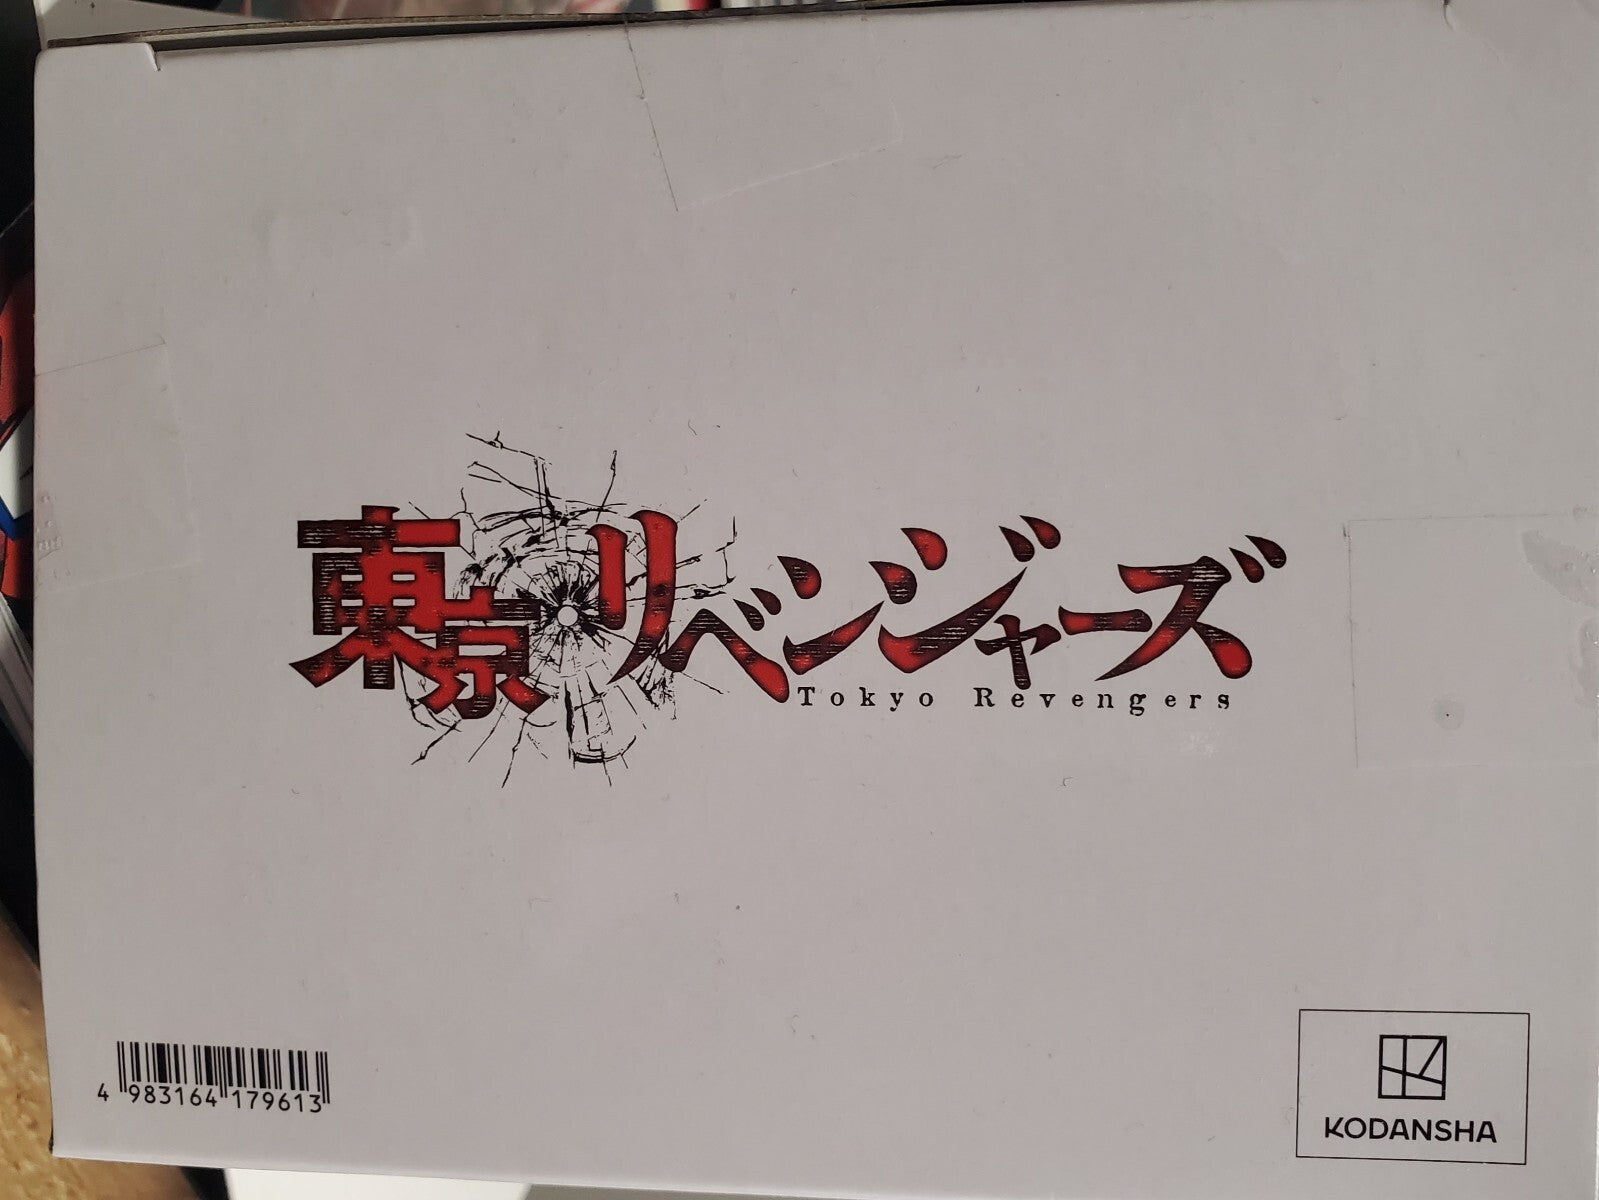 東京リベンジャーズ
Tokyo Revengers
4 983164 179613
KODANSHA